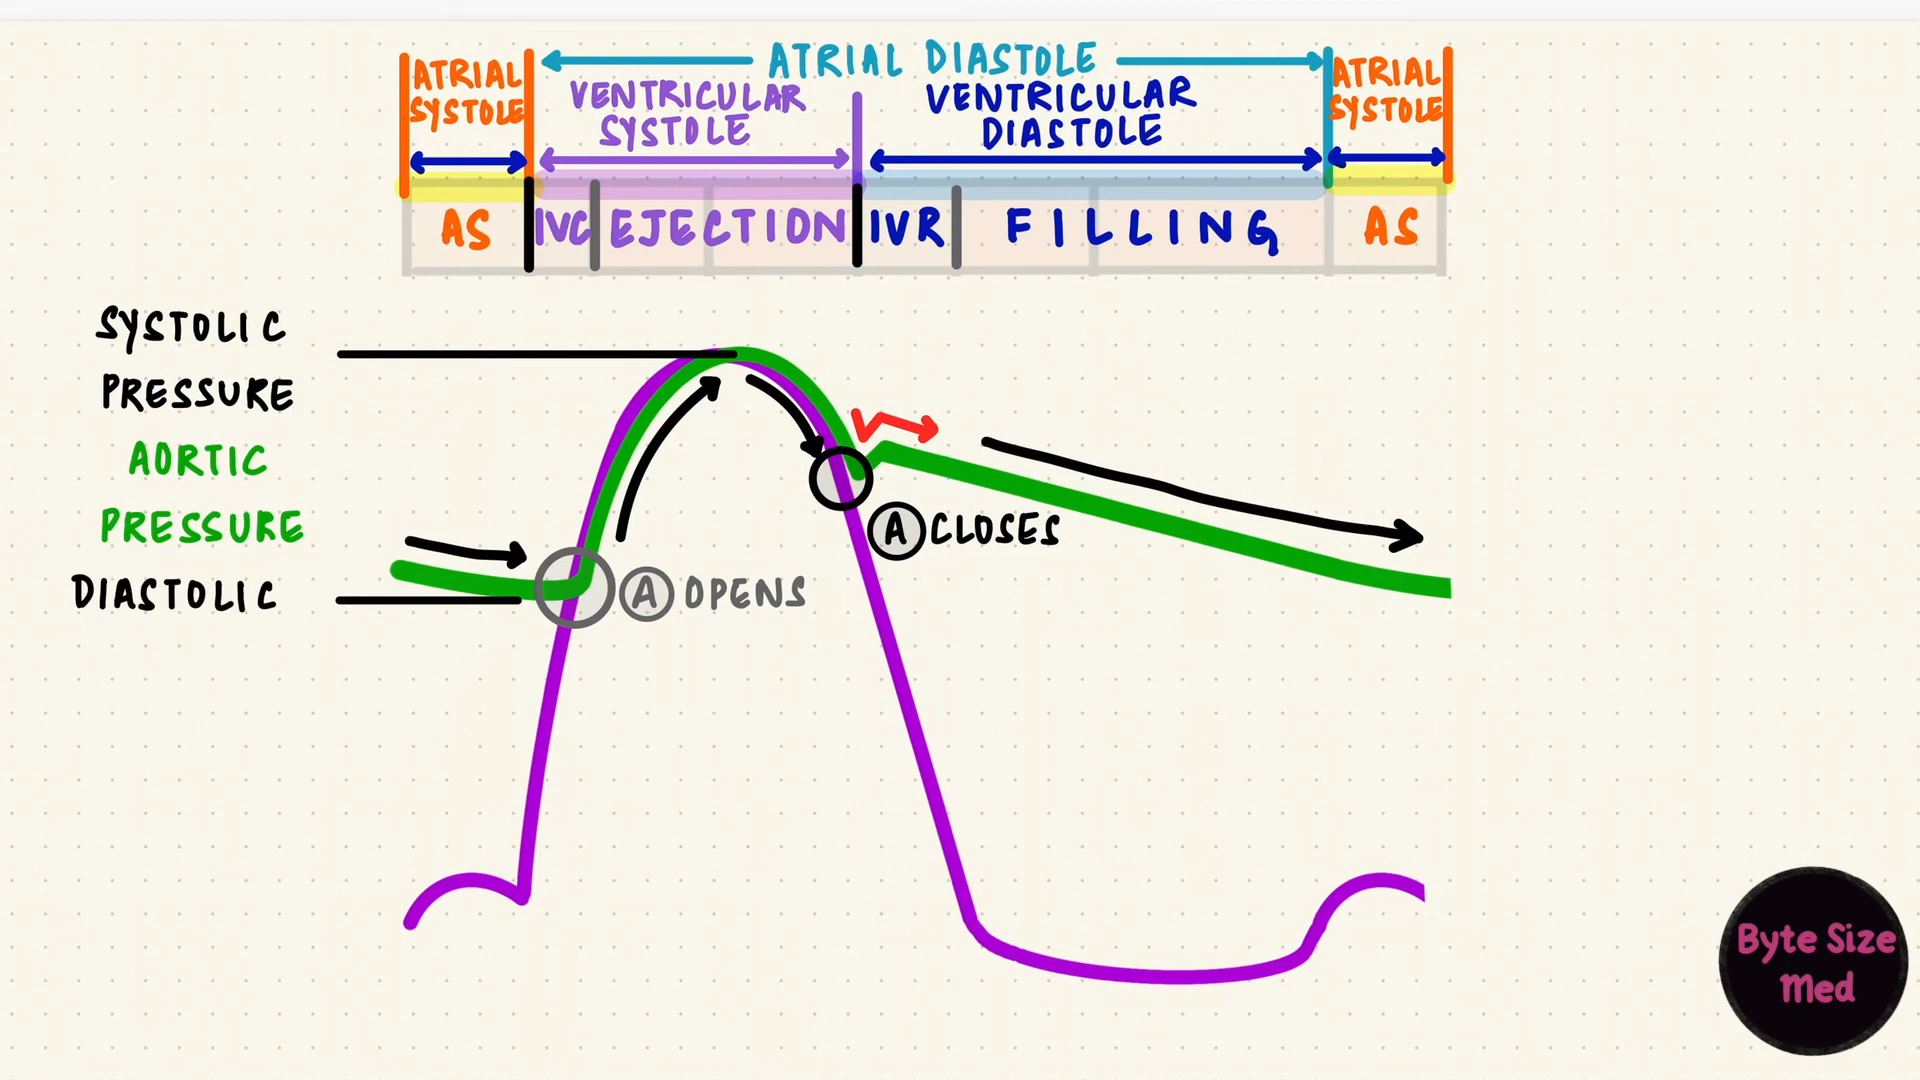 ATRIAL SYSTOLE
ATRIAL DIASTOLE
ATRIAL SYSTOLE
VENTRICULAR SYSTOLE
VENTRICULAR DIASTOLE
AS IVC EJECTION IVR FILLING AS
SYSTOLIC
PRESSURE
AORTIC
PRESSURE
DIASTOLIC
A OPENS
A CLOSES
Byte Size
Med